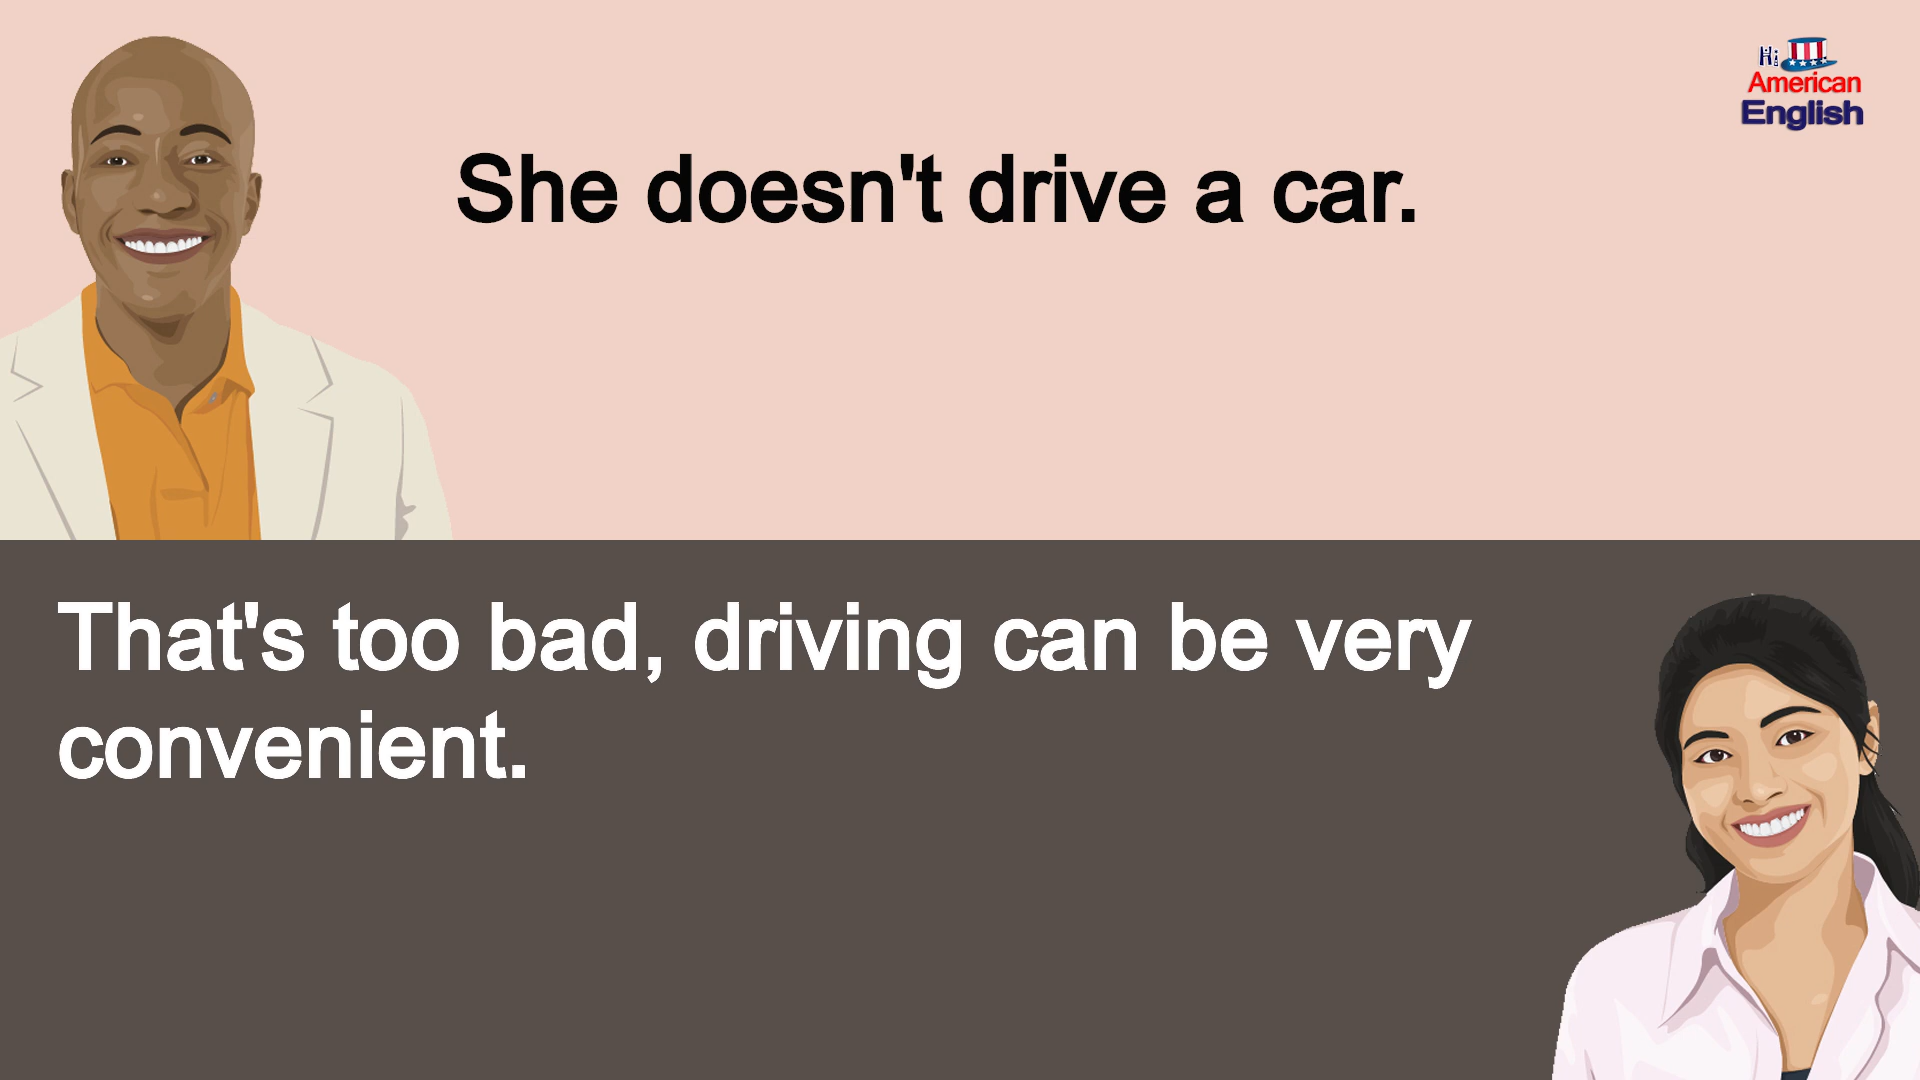 Hi
American
English
She doesn't drive a car.
That's too bad, driving can be very
convenient.